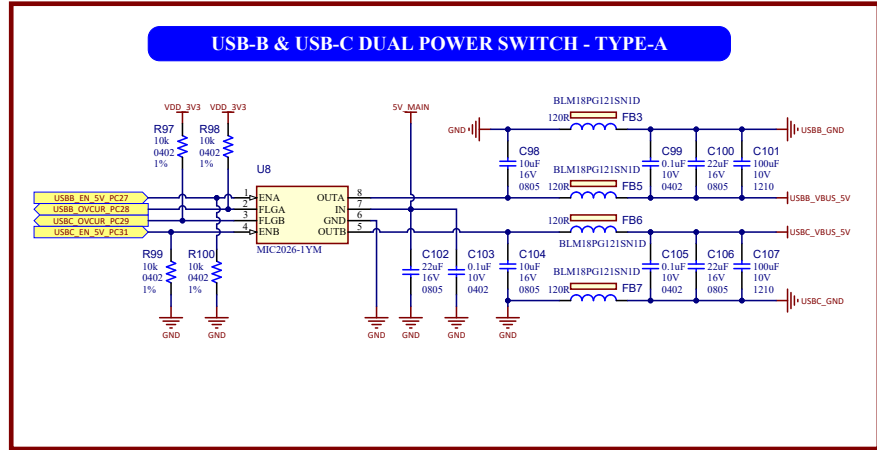 USB-B & USB-C DUAL POWER SWITCH - TYPE-A
VDD_3V3
VDD_3V3
5V_MAIN
R97
10k
0402
1%
R98
10k
0402
1%
USBB_EN_5V_PC27
USBB_OVCUR_PC28
USBC_OVCUR_PC29
USBC_EN_5V_PC31
U8
1
2
3
4
ENA
FLGA
FLGB
ENB
OUTA
IN
GND
OUTB
8
7
6
5
MIC2026-1YM
R99
10k
0402
1%
R100
10k
0402
1%
GND
GND
GND
GND
GND
GND
C102
22uF
16V
0805
C103
0.1uF
10V
0402
GND
BLM18PG121SN1D
120R
FB3
C98
10uF
16V
0805
BLM18PG121SN1D
120R
FB5
C99
0.1uF
10V
0402
C100
22uF
16V
0805
C101
100uF
10V
1210
USBB_GND
USBB_VBUS_5V
120R
FB6
BLM18PG121SN1D
C104
10uF
16V
0805
BLM18PG121SN1D
120R
FB7
C105
0.1uF
10V
0402
C106
22uF
16V
0805
C107
100uF
10V
1210
USBC_VBUS_5V
USBC_GND